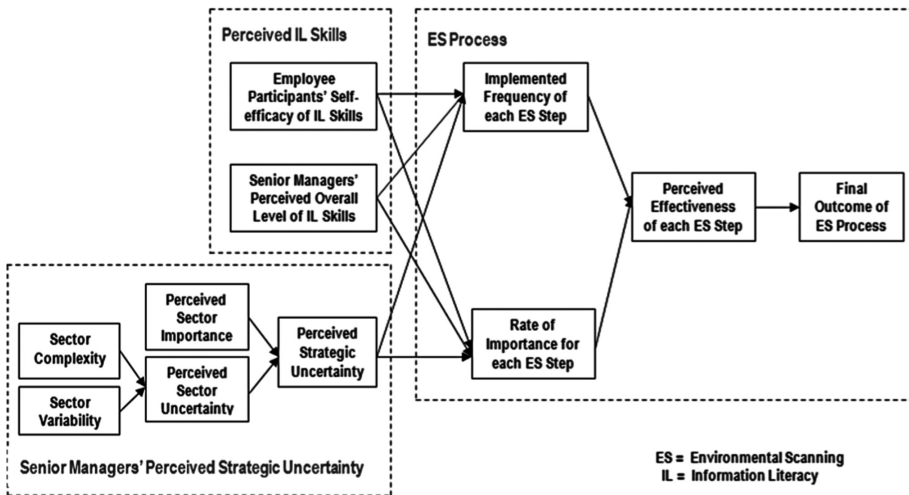 Perceived IL Skills
Employee
Participants' Self-
efficacy of IL Skills
Senior Managers'
Perceived Overall
Level of IL Skills
ES Process
Implemented
Frequency of
each ES Step
Perceived
Effectiveness
of each ES Step
Final
Outcome of
ES Process
Rate of
Importance for
each ES Step
Sector
Complexity
Sector
Variability
Perceived
Sector
Importance
Perceived
Sector
Uncertainty
Perceived
Strategic
Uncertainty
Senior Managers' Perceived Strategic Uncertainty
ES = Environmental Scanning
IL = Information Literacy